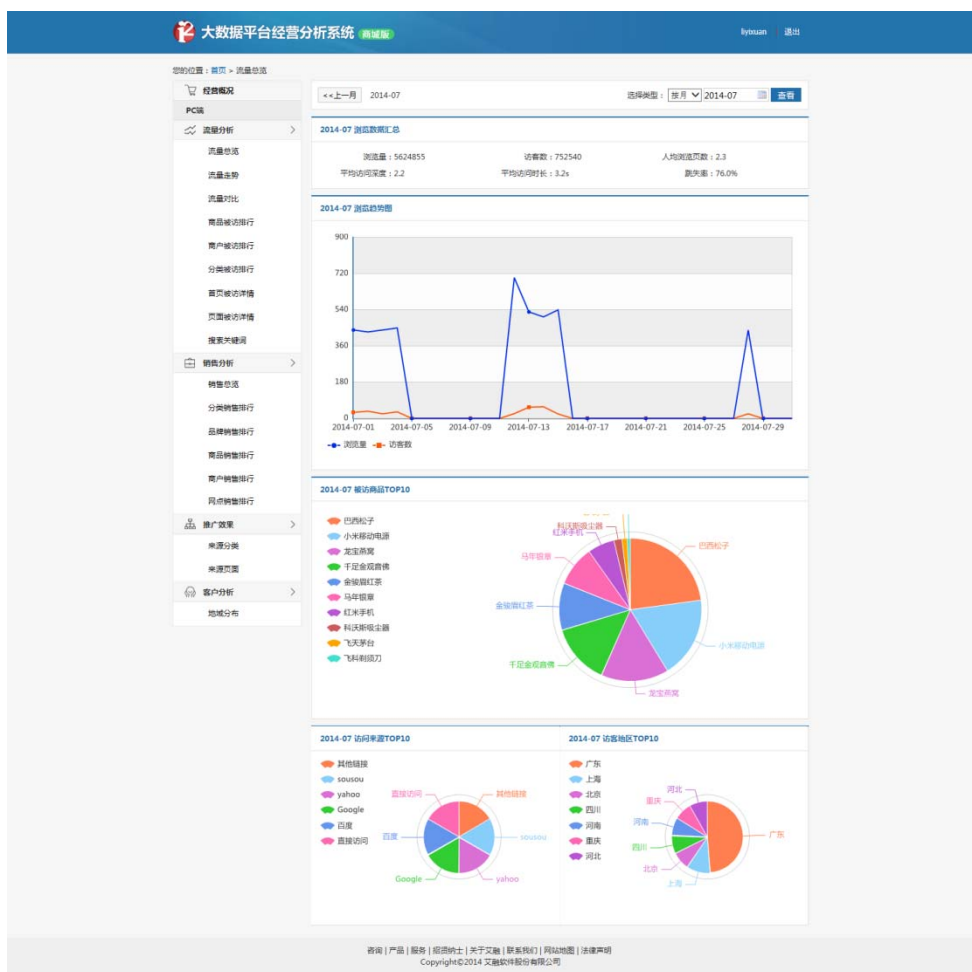 大数据平台经营分析系统 商城版
liyixuan 退出
您的位置：首页 > 流量总览
经营概况
PC端
流量分析
流量总览
流量走势
流量对比
商品被访排行
商户被访排行
分类被访排行
首页被访详情
页面被访详情
搜索关键词
销售分析
销售总览
分类销售排行
品牌销售排行
商品销售排行
商户销售排行
网点销售排行
推广效果
来源分类
来源页面
客户分析
地域分布
<<上一月 2014-07 选择类型： 按月 2014-07 查看
2014-07 浏览数据汇总
浏览量：5624855 访客数：752540 人均浏览页数：2.3
平均访问深度：2.2 平均访问时长：3.2s 跳失率：76.0%
2014-07 浏览趋势图
900
720
540
360
180
0
2014-07-01 2014-07-05 2014-07-09 2014-07-13 2014-07-17 2014-07-21 2014-07-25 2014-07-29
浏览量 访客数
2014-07 被访商品TOP10
巴西松子
小米移动电源
龙宝燕窝
千足金观音佛
金骏眉红茶
马年银章
红米手机
科沃斯吸尘器
飞天茅台
飞科剃须刀
科沃斯吸尘器
红米手机
巴西松子
马年银章
金骏眉红茶
小米移动电源
千足金观音佛
龙宝燕窝
2014-07 访问来源TOP10
其他链接
sousou
yahoo
Google
百度
直接访问
直接访问 其他链接
百度 sousou
Google yahoo
2014-07 访客地区TOP10
广东
上海
北京
四川
河南
重庆
河北
河北
重庆
河南 广东
四川
北京
上海
咨询 | 产品 | 服务 | 招贤纳士 | 关于艾融 | 联系我们 | 网站地图 | 法律声明
Copyright©2014 艾融软件股份有限公司